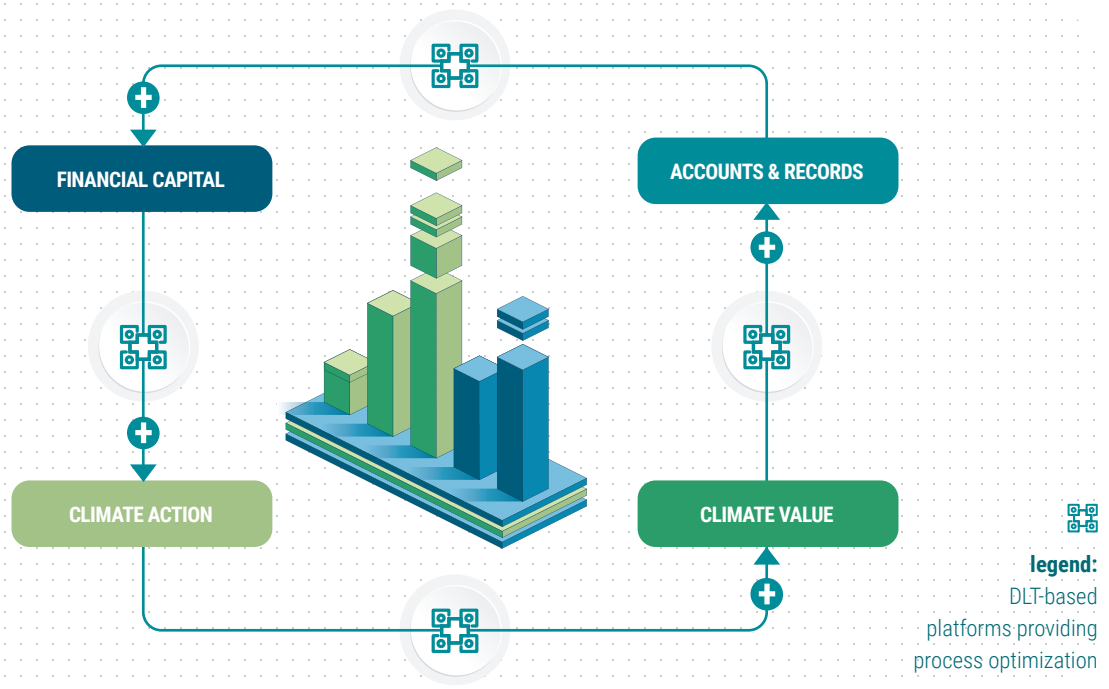 FINANCIAL CAPITAL
ACCOUNTS & RECORDS
CLIMATE ACTION
CLIMATE VALUE
legend:
DLT-based
platforms providing
process optimization